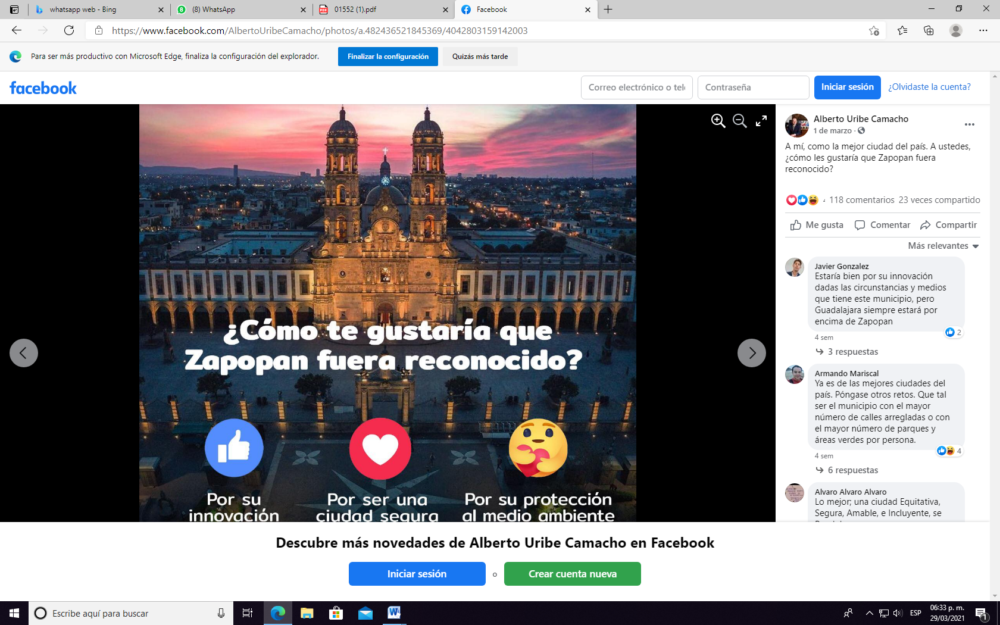 whatsapp web - Bing
(8) WhatsApp
01552 (1).pdf
Facebook
https://www.facebook.com/AlbertoUribeCamacho/photos/a.482436521845369/4042803159142003
Para ser más productivo con Microsoft Edge, finaliza la configuración del explorador.
Finalizar la configuración
Quizás más tarde
facebook
Correo electrónico o tel
Contraseña
Iniciar sesión
¿Olvidaste la cuenta?
¿Cómo te gustaría que
Zapopan fuera reconocido?
Por su
innovación
Por ser una
ciudad segura
Por su protección
al medio ambiente
Alberto Uribe Camacho
1 de marzo ·
A mí, como la mejor ciudad del país. A ustedes,
¿cómo les gustaría que Zapopan fuera
reconocido?
118 comentarios 23 veces compartido
Me gusta
Comentar
Compartir
Más relevantes
Javier Gonzalez
Estaría bien por su innovación
dadas las circunstancias y medios
que tiene este municipio, pero
Guadalajara siempre estará por
encima de Zapopan
2
4 sem
3 respuestas
Armando Mariscal
Ya es de las mejores ciudades del
país. Póngase otros retos. Que tal
ser el municipio con el mayor
número de calles arregladas o con
el mayor número de parques y
áreas verdes por persona.
4
4 sem
6 respuestas
Alvaro Alvaro Alvaro
Lo mejor; una ciudad Equitativa,
Segura, Amable, e Incluyente, se
Descubre más novedades de Alberto Uribe Camacho en Facebook
Iniciar sesión
o
Crear cuenta nueva
Escribe aquí para buscar
ESP
06:33 p. m.
29/03/2021
1